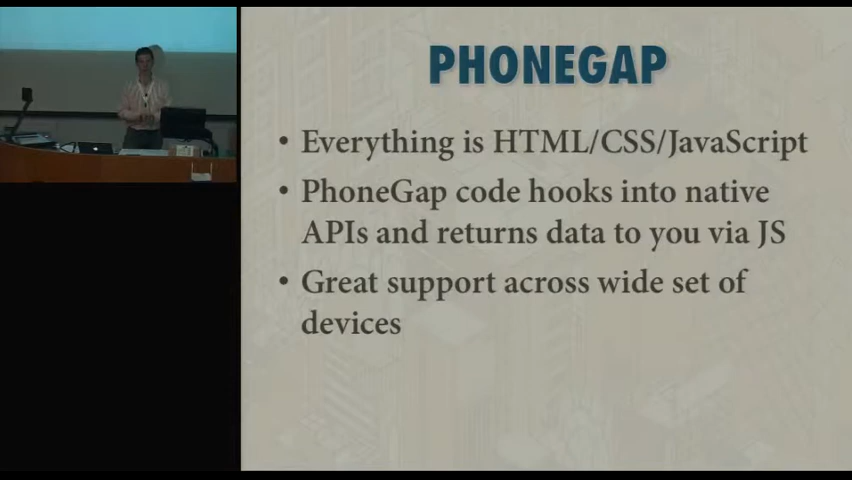 PHONEGAP
• Everything is HTML/CSS/JavaScript
• PhoneGap code hooks into native
APIs and returns data to you via JS
• Great support across wide set of
devices